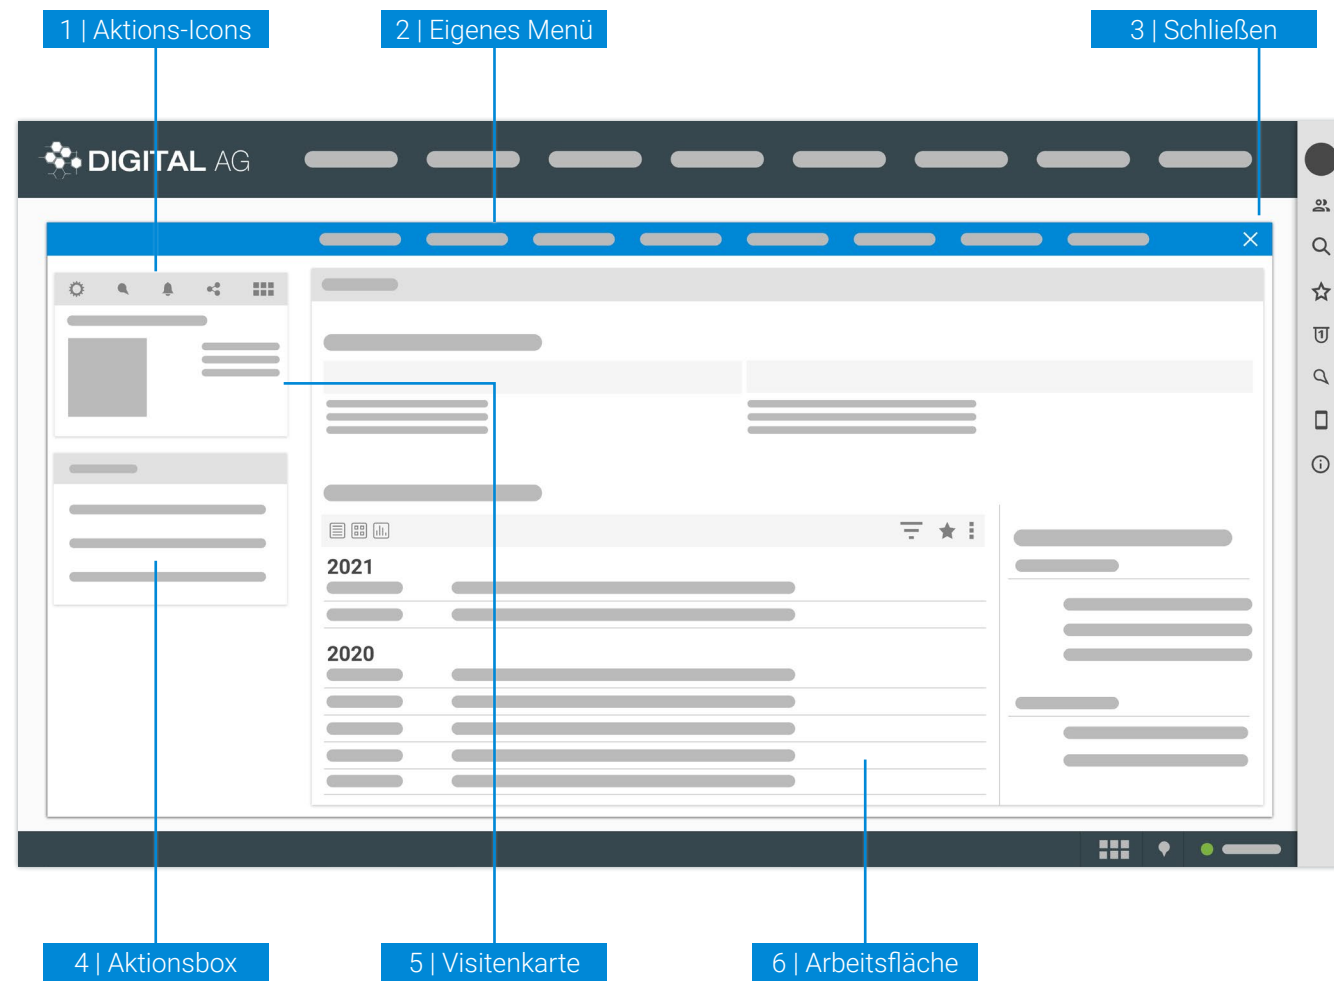 1 | Aktions-Icons
2 | Eigenes Menü
3 | Schließen
DIGITAL AG
2021
2020
4 | Aktionsbox
5 | Visitenkarte
6 | Arbeitsfläche